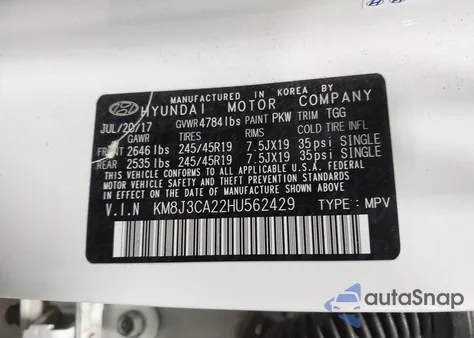 MANUFACTURED IN KOREA BY
HYUNDAI MOTOR COMPANY
JUL/20/17 GVWR 4784 lbs PAINT PKW TRIM TGG
GAWR TIRES RIMS COLD TIRE INFL
FRONT 2646 lbs 245/45R19 7.5JX19 35psi SINGLE
REAR 2535 lbs 245/45R19 7.5JX19 35psi SINGLE
THIS VEHICLE CONFORMS TO ALL APPLICABLE U.S.A FEDERAL
MOTOR VEHICLE SAFETY, BUMPER, AND THEFT PREVENTION
STANDARDS IN EFFECT ON THE DATE OF MANUFACTURE SHOWN ABOVE.
V.I.N KM8J3CA22HU562429 TYPE : MPV
autoSnap